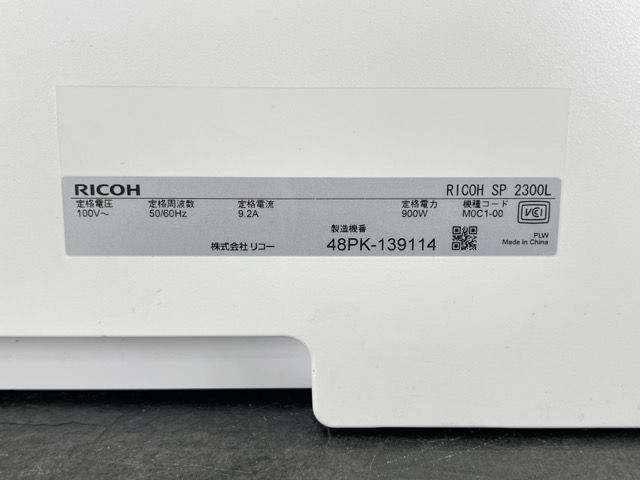 RICOH
RICOH SP 2300L
定格電圧 定格周波数 定格電流 定格電力 機種コード
100V～ 50/60Hz 9.2A 900W M0C1-00
VCI
製造機番
株式会社 リコー 48PK-139114
PLW
Made in China